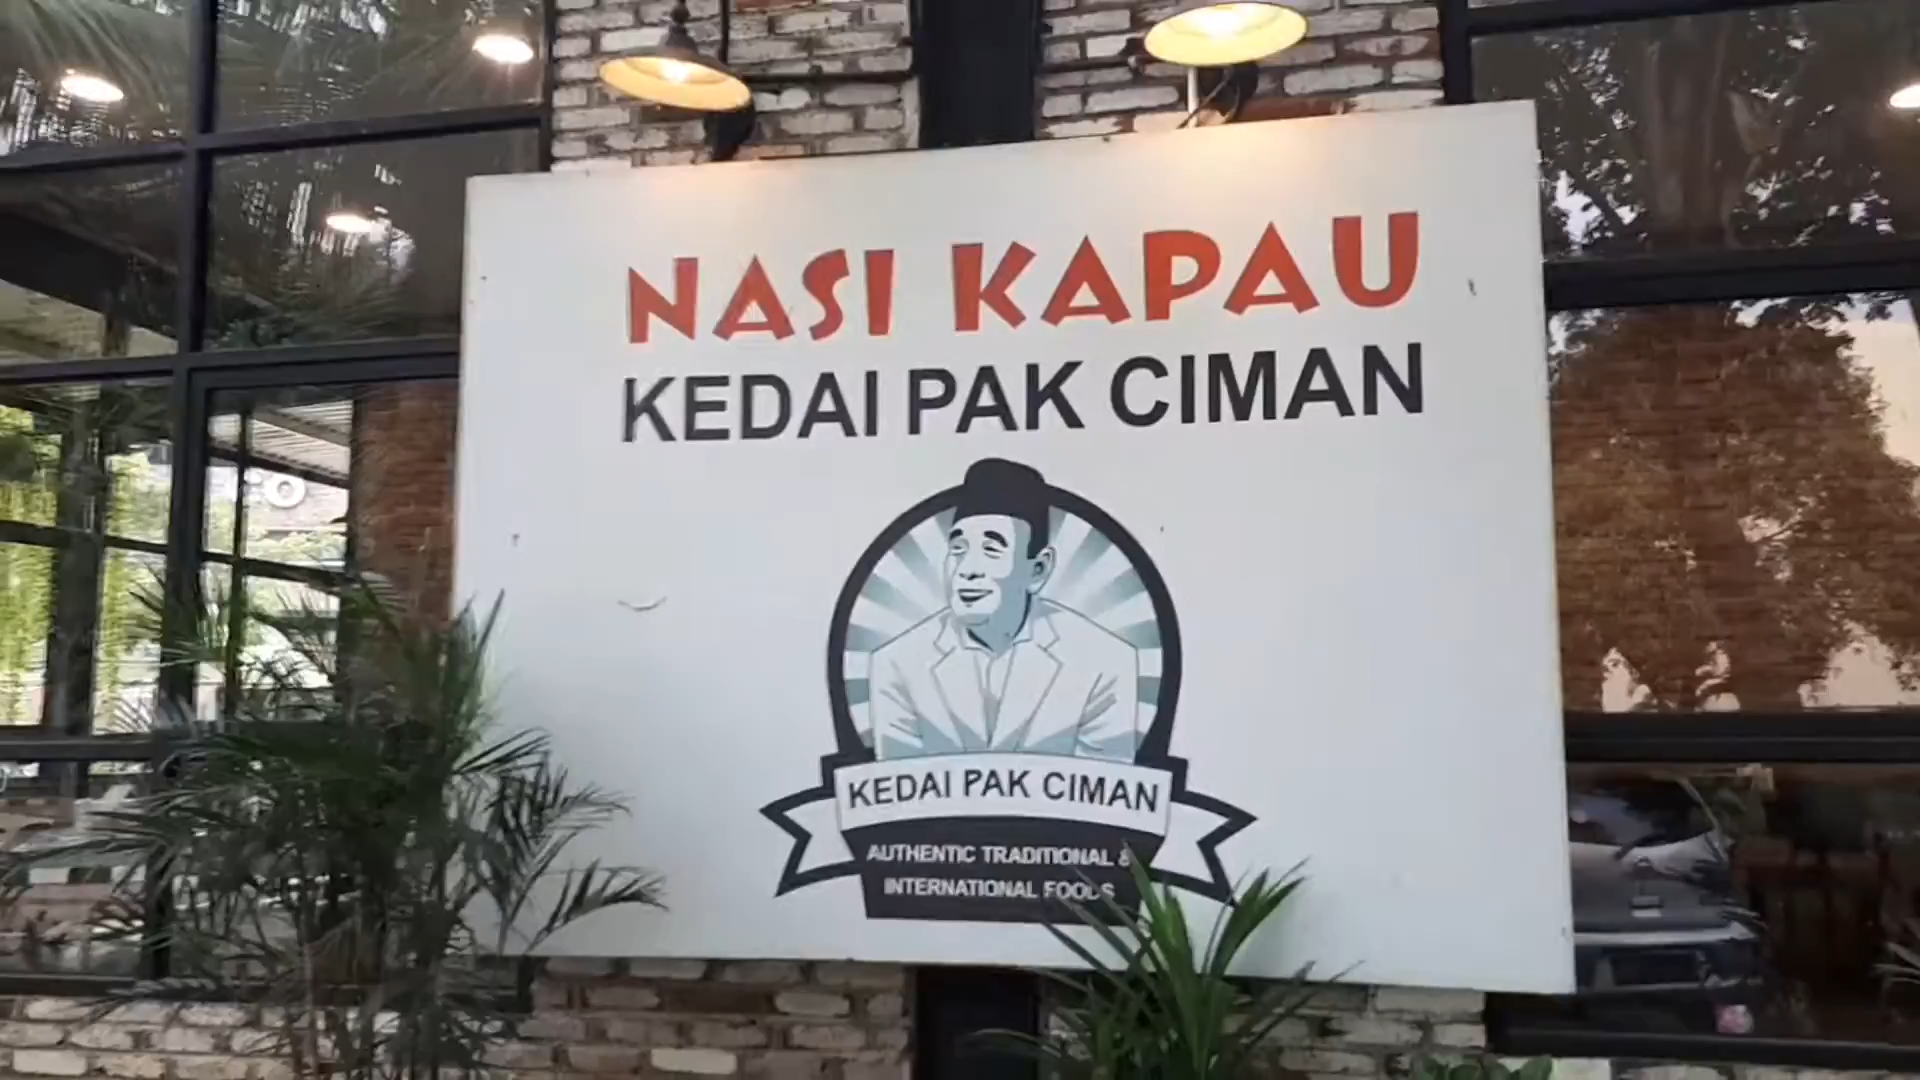 NASI KAPAU
KEDAI PAK CIMAN
KEDAI PAK CIMAN
AUTHENTIC TRADITIONAL &
INTERNATIONAL FOODS